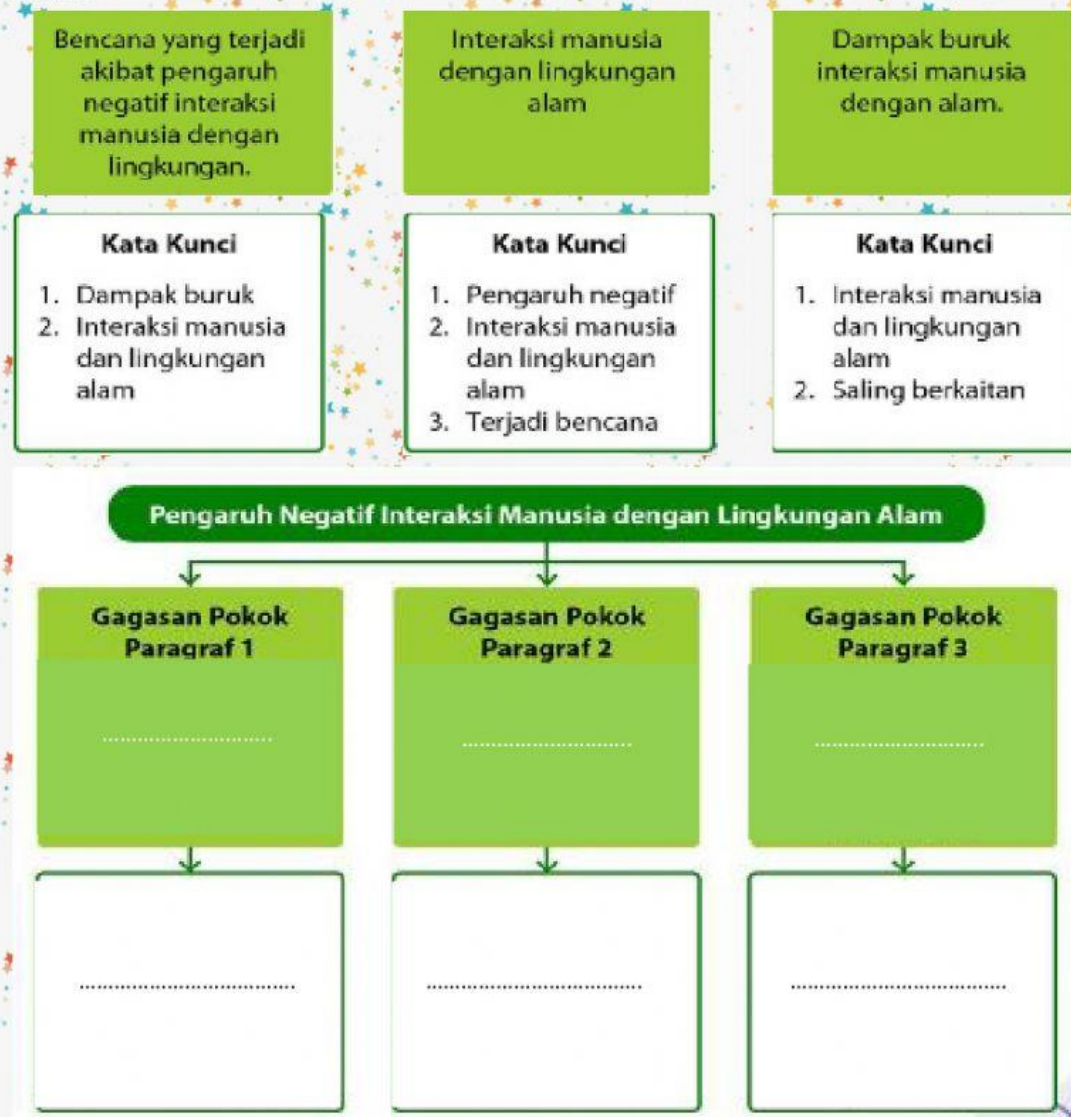 Bencana yang terjadi
akibat pengaruh
negatif interaksi
manusia dengan
lingkungan.
Interaksi manusia
dengan lingkungan
alam
Dampak buruk
interaksi manusia
dengan alam.
Kata Kunci
1. Dampak buruk
2. Interaksi manusia
dan lingkungan
alam
Kata Kunci
1. Pengaruh negatif
2. Interaksi manusia
dan lingkungan
alam
3. Terjadi bencana
Kata Kunci
1. Interaksi manusia
dan lingkungan
alam
2. Saling berkaitan
Pengaruh Negatif Interaksi Manusia dengan Lingkungan Alam
Gagasan Pokok
Paragraf 1
..............................
Gagasan Pokok
Paragraf 2
..............................
Gagasan Pokok
Paragraf 3
..............................
......................................
......................................
......................................